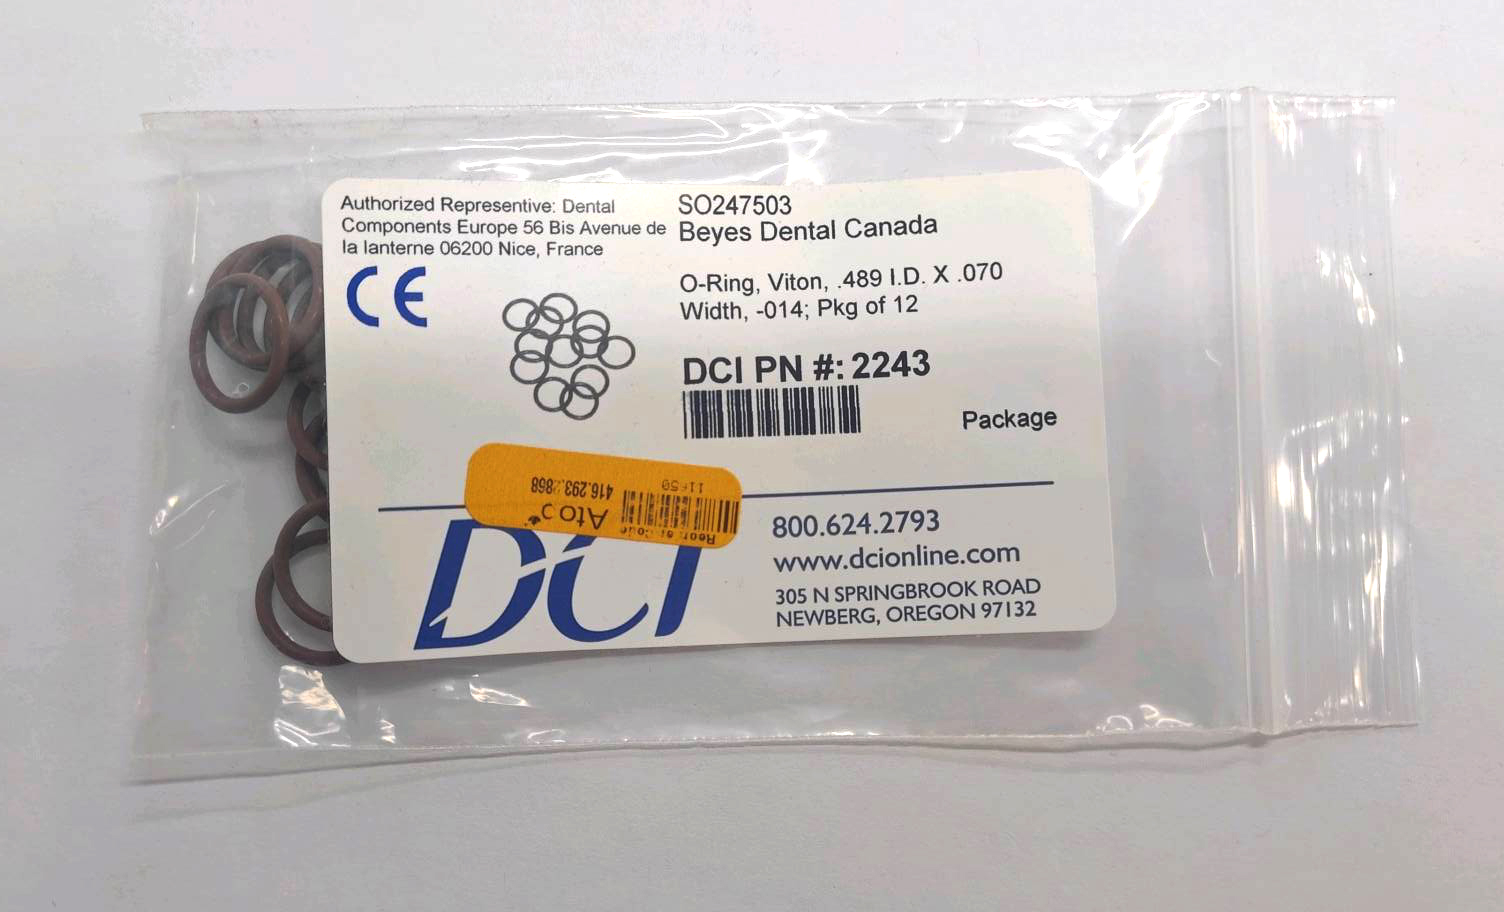 Authorized Representive: Dental
Components Europe 56 Bis Avenue de
la lanterne 06200 Nice, France
CE
SO247503
Beyes Dental Canada
O-Ring, Viton, .489 I.D. X .070
Width, -014; Pkg of 12
DCI PN #: 2243
Package
DCI
800.624.2793
www.dcionline.com
305 N SPRINGBROOK ROAD
NEWBERG, OREGON 97132